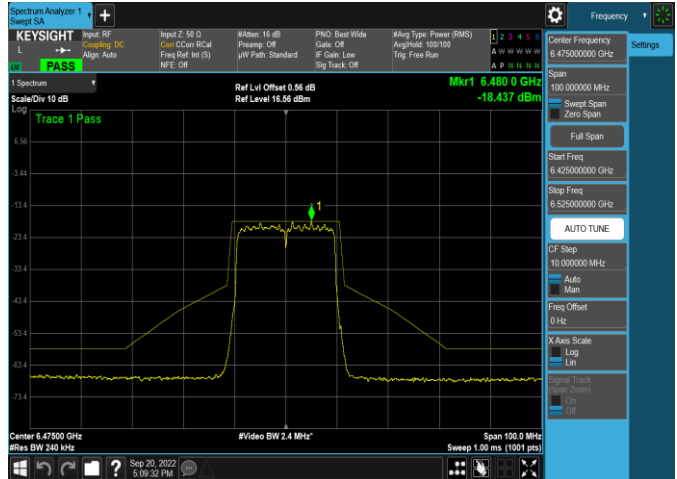 Spectrum Analyzer 1
Swept SA
+
Frequency
KEYSIGHT
L
PASS
Input: RF
Coupling: DC
Align: Auto
Input Z: 50 Ω
Corr CCorr RCal
Freq Ref: Int (S)
NFE: Off
#Atten: 16 dB
Preamp: Off
µW Path: Standard
PNO: Best Wide
Gate: Off
IF Gain: Low
Sig Track: Off
#Avg Type: Power (RMS)
Avg|Hold: 100/100
Trig: Free Run
1 2 3 4 5 6
A W W W W W
A P N N N N
1 Spectrum
Scale/Div 10 dB
Log
Ref Lvl Offset 0.56 dB
Ref Level 16.56 dBm
Mkr1 6.480 0 GHz
-18.437 dBm
Trace 1 Pass
6.56
-3.44
-13.4
-23.4
-33.4
-43.4
-53.4
-63.4
-73.4
1
Center 6.47500 GHz
#Res BW 240 kHz
#Video BW 2.4 MHz*
Span 100.0 MHz
Sweep 1.00 ms (1001 pts)
Sep 20, 2022
5:09:32 PM
?
Center Frequency
6.475000000 GHz
Span
100.000000 MHz
Swept Span
Zero Span
Full Span
Start Freq
6.425000000 GHz
Stop Freq
6.525000000 GHz
AUTO TUNE
CF Step
10.000000 MHz
Auto
Man
Freq Offset
0 Hz
X Axis Scale
Log
Lin
Signal Track
(Span Zoom)
On
Off
Settings